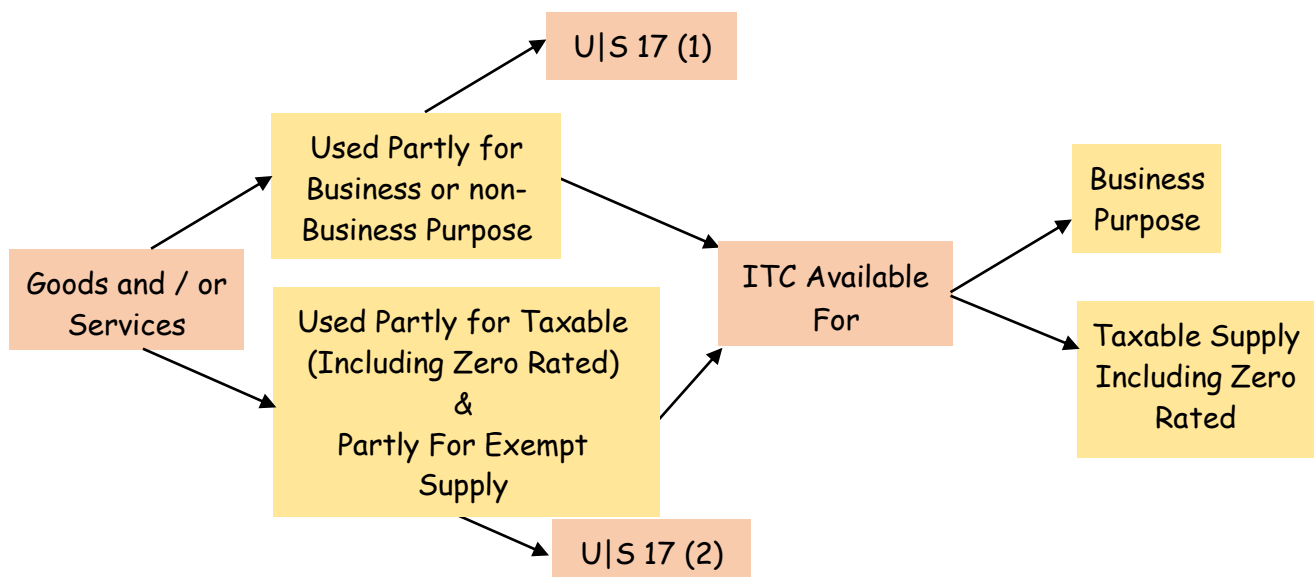 U|S 17 (1)
Used Partly for
Business or non-
Business Purpose
Goods and / or
Services
Used Partly for Taxable
(Including Zero Rated)
&
Partly For Exempt
Supply
U|S 17 (2)
ITC Available
For
Business
Purpose
Taxable Supply
Including Zero
Rated